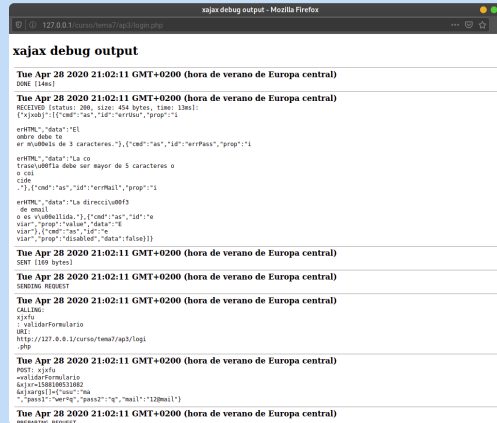 xajax debug output - Mozilla Firefox
127.0.0.1/curso/tema7/ap3/login.php
xajax debug output
Tue Apr 28 2020 21:02:11 GMT+0200 (hora de verano de Europa central)
DONE [14ms]
Tue Apr 28 2020 21:02:11 GMT+0200 (hora de verano de Europa central)
RECEIVED [status: 200, size: 454 bytes, time: 13ms]:
{"xjxobj":[{"cmd":"as","id":"errUsu","prop":"i
erHTML","data":"El
ombre debe te
er m\u00e1s de 3 caracteres."},{"cmd":"as","id":"errPass","prop":"i
erHTML","data":"La co
trase\u00f1a debe ser mayor de 5 caracteres o
o coi
cide
."},{"cmd":"as","id":"errMail","prop":"i
erHTML","data":"La direcci\u00f3
de email
o es v\u00e1lida."},{"cmd":"as","id":"e
viar","prop":"value","data":"E
viar"},{"cmd":"as","id":"e
viar","prop":"disabled","data":false}]}
Tue Apr 28 2020 21:02:11 GMT+0200 (hora de verano de Europa central)
SENT [169 bytes]
Tue Apr 28 2020 21:02:11 GMT+0200 (hora de verano de Europa central)
SENDING REQUEST
Tue Apr 28 2020 21:02:11 GMT+0200 (hora de verano de Europa central)
CALLING:
xjxfu
: validarFormulario
URI:
http://127.0.0.1/curso/tema7/ap3/logi
.php
Tue Apr 28 2020 21:02:11 GMT+0200 (hora de verano de Europa central)
POST: xjxfu
=validarFormulario
&xjxr=1588100531082
&xjxargs[]={"usu":"ma
","pass1":"werºq","pass2":"q","mail":"12@mail"}
Tue Apr 28 2020 21:02:11 GMT+0200 (hora de verano de Europa central)
PREPARING REQUEST